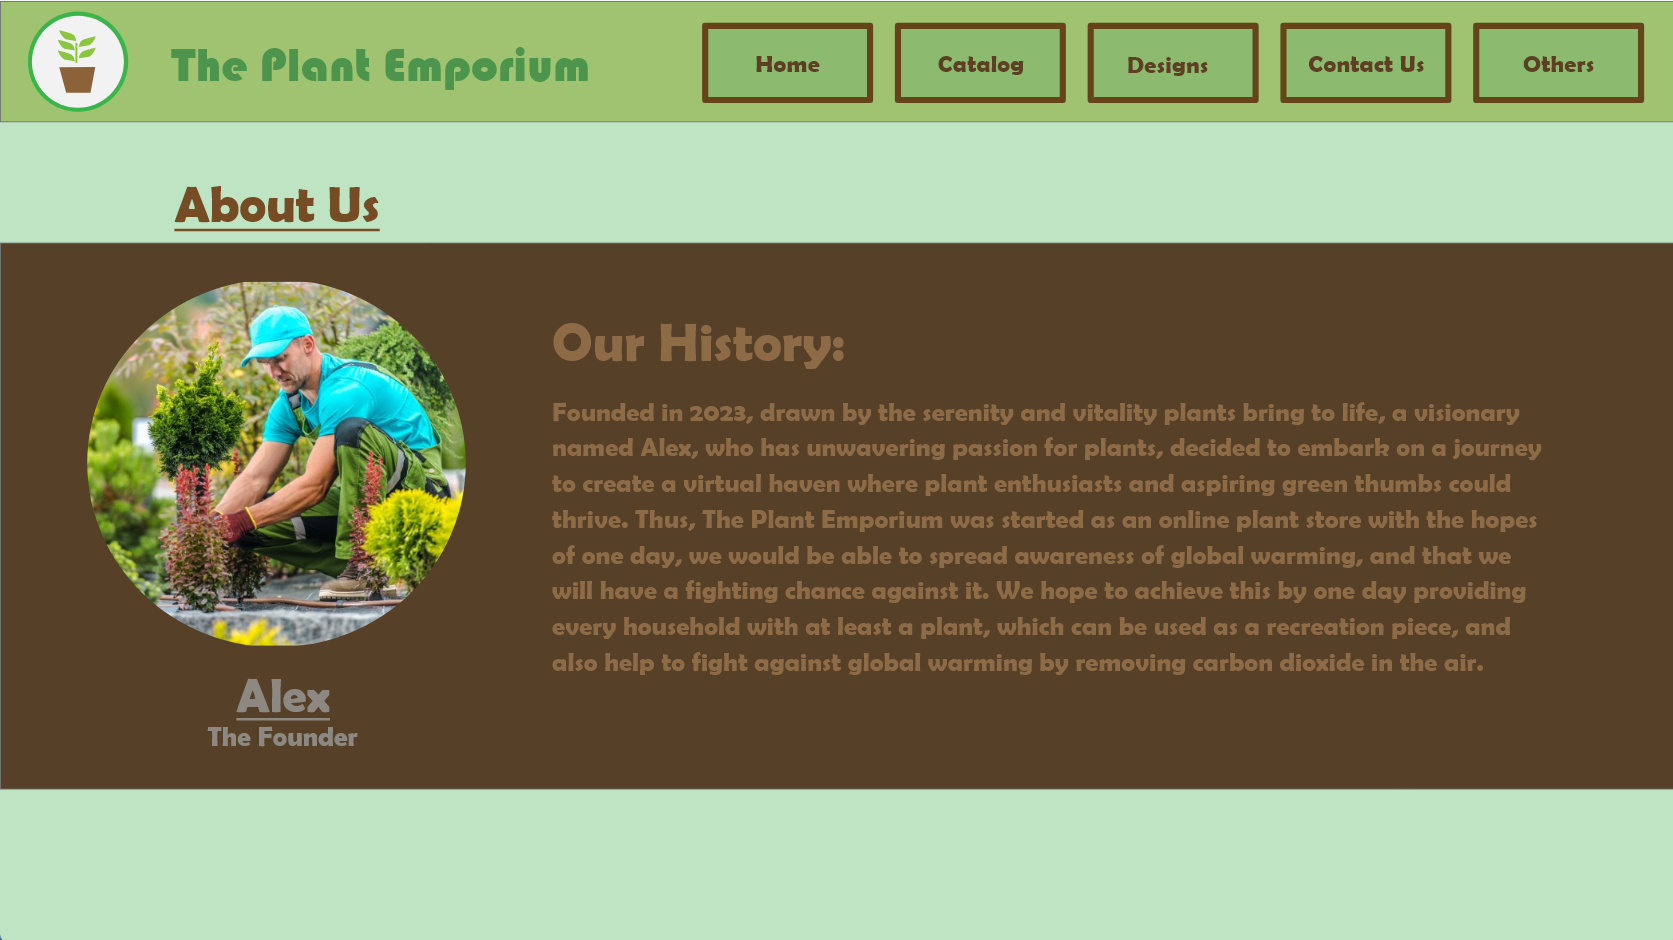 The Plant Emporium
Home
Catalog
Designs
Contact Us
Others
About Us
Our History:
Founded in 2023, drawn by the serenity and vitality plants bring to life, a visionary
named Alex, who has unwavering passion for plants, decided to embark on a journey
to create a virtual haven where plant enthusiasts and aspiring green thumbs could
thrive. Thus, The Plant Emporium was started as an online plant store with the hopes
of one day, we would be able to spread awareness of global warming, and that we
will have a fighting chance against it. We hope to achieve this by one day providing
every household with at least a plant, which can be used as a recreation piece, and
also help to fight against global warming by removing carbon dioxide in the air.
Alex
The Founder